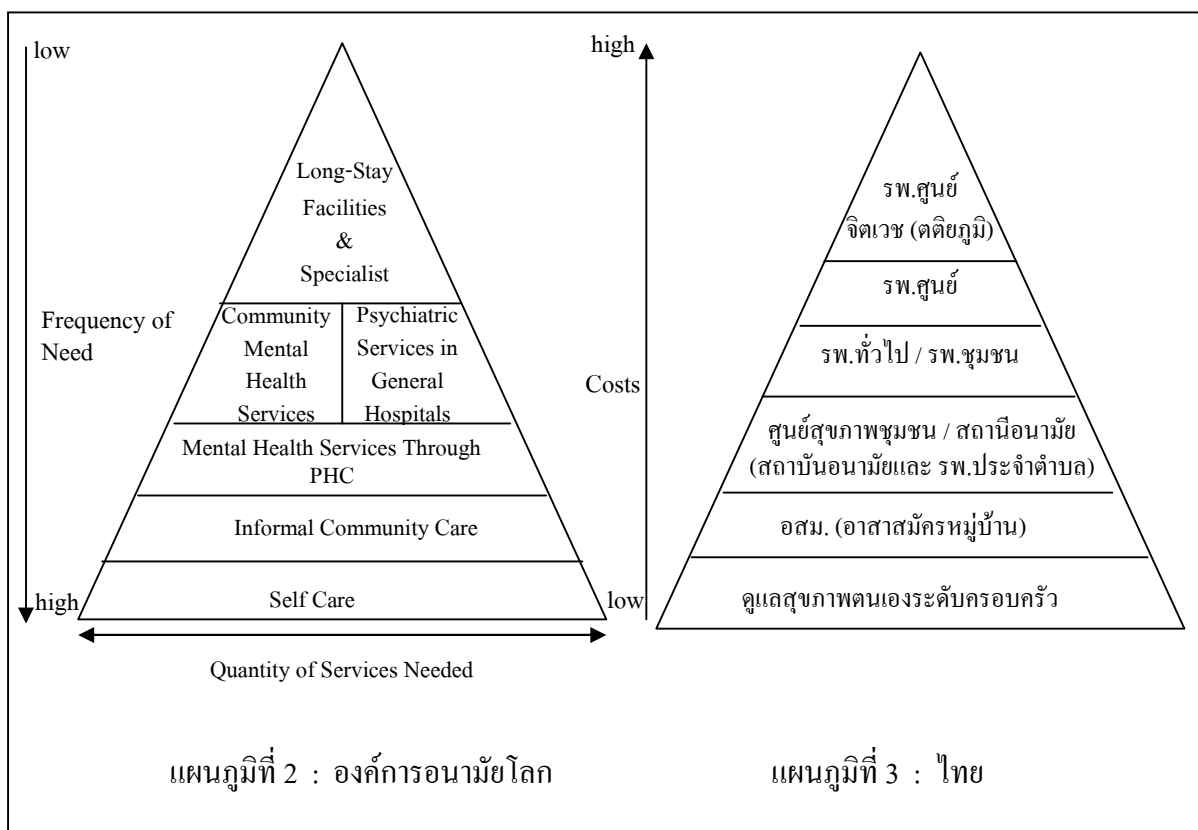 low
Long-Stay
Facilities
&
Specialist
Community
Mental
Health
Services
Psychiatric
Services in
General
Hospitals
Frequency of
Need
Mental Health Services Through
PHC
Informal Community Care
high
Self Care
Quantity of Services Needed
high
รพ.ศูนย์
จิตเวช (ตติยภูมิ)
รพ.ศูนย์
รพ.ทั่วไป / รพ.ชุมชน
Costs
ศูนย์สุขภาพชุมชน / สถานีอนามัย
(สถาบันอนามัยและ รพ.ประจำตำบล)
อสม. (อาสาสมัครหมู่บ้าน)
low
ดูแลสุขภาพตนเองระดับครอบครัว
แผนภูมิที่ 2 : องค์การอนามัยโลก
แผนภูมิที่ 3 : ไทย